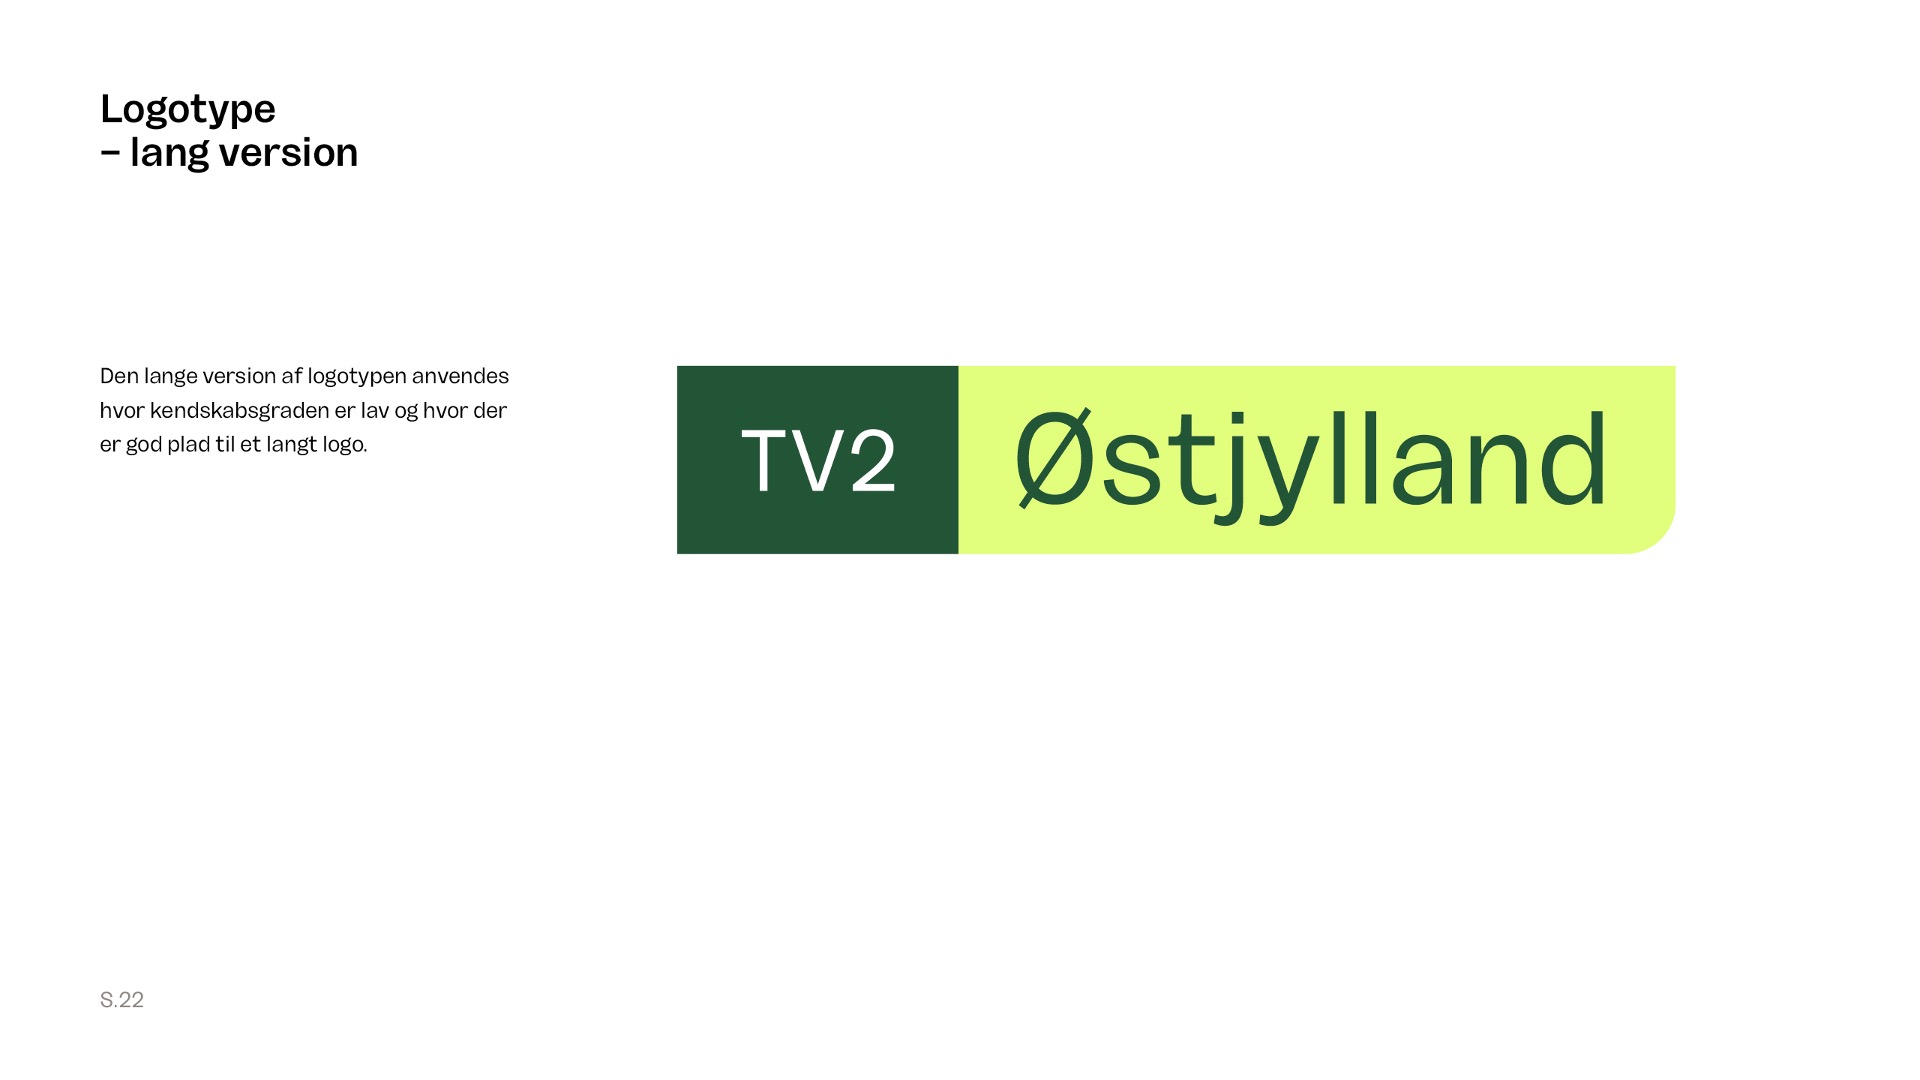 Logotype
– lang version
Den lange version af logotypen anvendes
hvor kendskabsgraden er lav og hvor der
er god plad til et langt logo.
TV2 Østjylland
S.22